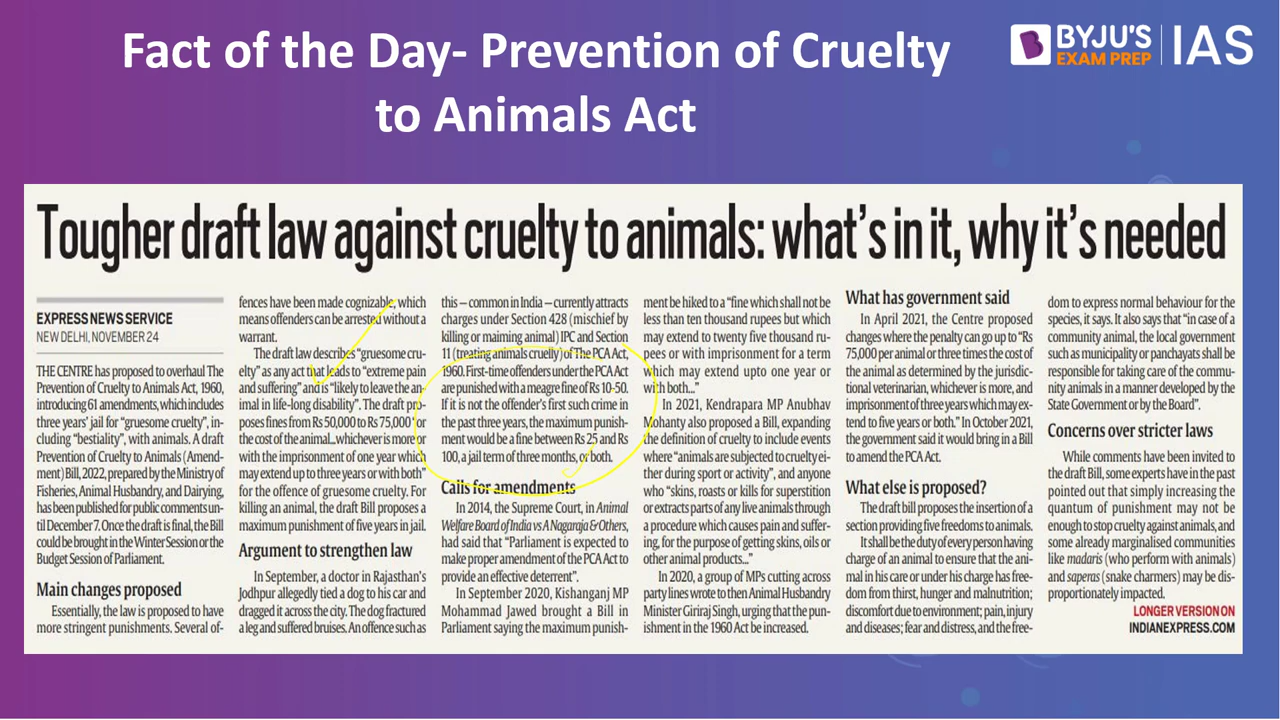 Fact of the Day- Prevention of Cruelty
to Animals Act
BYJU'S
EXAM PREP
IAS
Tougher draft law against cruelty to animals: what's in it, why it's needed
EXPRESS NEWS SERVICE
NEW DELHI, NOVEMBER 24
THE CENTRE has proposed to overhaul The
Prevention of Cruelty to Animals Act, 1960,
introducing 61 amendments, which includes
three years' jail for "gruesome cruelty", in-
cluding "bestiality", with animals. A draft
Prevention of Cruelty to Animals (Amend-
ment) Bill, 2022, prepared by the Ministry of
Fisheries, Animal Husbandry, and Dairying,
has been published for public comments un-
til December 7. Once the draft is final, the Bill
could be brought in the Winter Session or the
Budget Session of Parliament.
Main changes proposed
Essentially, the law is proposed to have
more stringent punishments. Several of-
fences have been made cognizable, which
means offenders can be arrested without a
warrant.
The draft law describes "gruesome cru-
elty" as any act that leads to "extreme pain
and suffering" and is "likely to leave the an-
imal in life-long disability". The draft pro-
poses fines from Rs 50,000 to Rs 75,000 "or
the cost of the animal...whichever is more or
with the imprisonment of one year which
may extend up to three years or with both"
for the offence of gruesome cruelty. For
killing an animal, the draft Bill proposes a
maximum punishment of five years in jail.
Argument to strengthen law
In September, a doctor in Rajasthan's
Jodhpur allegedly tied a dog to his car and
dragged it across the city. The dog fractured
a leg and suffered bruises. An offence such as
this — common in India — currently attracts
charges under Section 428 (mischief by
killing or maiming animal) IPC and Section
11 (treating animals cruelly) of The PCA Act,
1960. First-time offenders under the PCA Act
are punished with a meagre fine of Rs 10-50.
If it is not the offender's first such crime in
the past three years, the maximum punish-
ment would be a fine between Rs 25 and Rs
100, a jail term of three months, or both.
Calls for amendments
In 2014, the Supreme Court, in Animal
Welfare Board of India vs A Nagaraja & Others,
had said that "Parliament is expected to
make proper amendment of the PCA Act to
provide an effective deterrent".
In September 2020, Kishanganj MP
Mohammad Jawed brought a Bill in
Parliament saying the maximum punish-
ment be hiked to a "fine which shall not be
less than ten thousand rupees but which
may extend to twenty five thousand ru-
pees or with imprisonment for a term
which may extend upto one year or
with both..."
In 2021, Kendrapara MP Anubhav
Mohanty also proposed a Bill, expanding
the definition of cruelty to include events
where "animals are subjected to cruelty ei-
ther during sport or activity", and anyone
who "skins, roasts or kills for superstition
or extracts parts of any live animals through
a procedure which causes pain and suffer-
ing, for the purpose of getting skins, oils or
other animal products..."
In 2020, a group of MPs cutting across
party lines wrote to then Animal Husbandry
Minister Giriraj Singh, urging that the pun-
ishment in the 1960 Act be increased.
What has government said
In April 2021, the Centre proposed
changes where the penalty can go up to "Rs
75,000 per animal or three times the cost of
the animal as determined by the jurisdic-
tional veterinarian, whichever is more, and
imprisonment of three years which may ex-
tend to five years or both." In October 2021,
the government said it would bring in a Bill
to amend the PCA Act.
What else is proposed?
The draft bill proposes the insertion of a
section providing five freedoms to animals.
It shall be the duty of every person having
charge of an animal to ensure that the ani-
mal in his care or under his charge has free-
dom from thirst, hunger and malnutrition;
discomfort due to environment; pain, injury
and diseases; fear and distress, and the free-
dom to express normal behaviour for the
species, it says. It also says that "in case of a
community animal, the local government
such as municipality or panchayats shall be
responsible for taking care of the commu-
nity animals in a manner developed by the
State Government or by the Board".
Concerns over stricter laws
While comments have been invited to
the draft Bill, some experts have in the past
pointed out that simply increasing the
quantum of punishment may not be
enough to stop cruelty against animals, and
some already marginalised communities
like madaris (who perform with animals)
and saperas (snake charmers) may be dis-
proportionately impacted.
LONGER VERSION ON
INDIANEXPRESS.COM